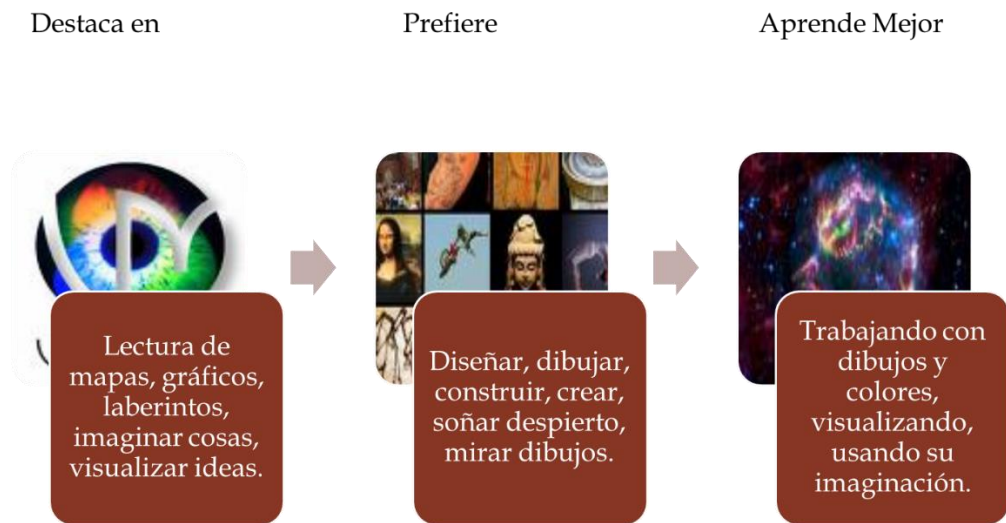 Destaca en
Prefiere
Aprende Mejor
Lectura de
mapas, gráficos,
laberintos,
imaginar cosas,
visualizar ideas.
Diseñar, dibujar,
construir, crear,
soñar despierto,
mirar dibujos.
Trabajando con
dibujos y
colores,
visualizando,
usando su
imaginación.